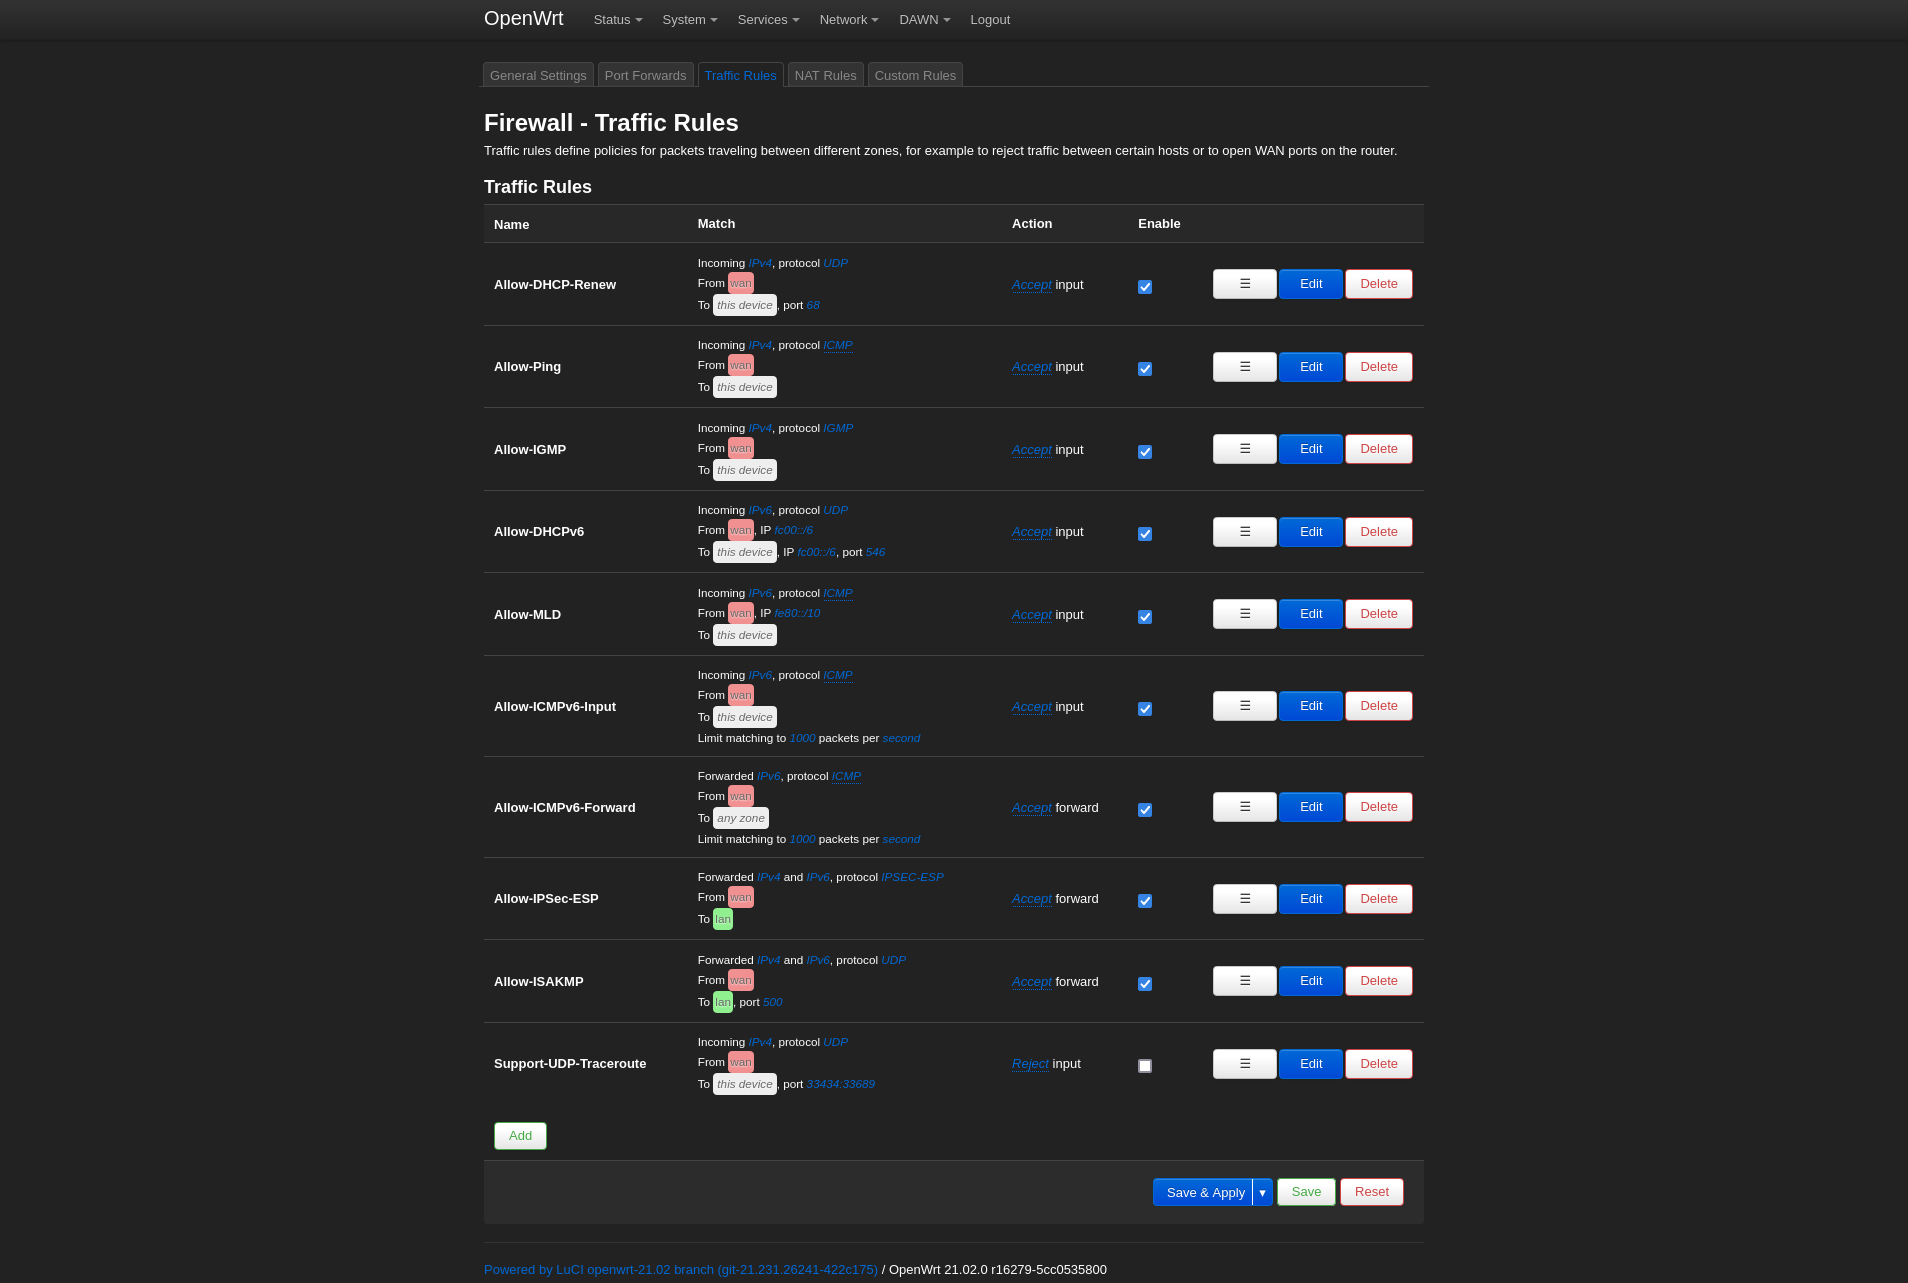 OpenWrt Status System Services Network DAWN Logout
General Settings Port Forwards Traffic Rules NAT Rules Custom Rules
Firewall - Traffic Rules
Traffic rules define policies for packets traveling between different zones, for example to reject traffic between certain hosts or to open WAN ports on the router.
Traffic Rules
Name Match Action Enable
Incoming IPv4, protocol UDP
From wan
To this device, port 68
Allow-DHCP-Renew Accept input ☰ Edit Delete
Incoming IPv4, protocol ICMP
From wan
To this device
Allow-Ping Accept input ☰ Edit Delete
Incoming IPv4, protocol IGMP
From wan
To this device
Allow-IGMP Accept input ☰ Edit Delete
Incoming IPv6, protocol UDP
From wan, IP fc00::/6
To this device, IP fc00::/6, port 546
Allow-DHCPv6 Accept input ☰ Edit Delete
Incoming IPv6, protocol ICMP
From wan, IP fe80::/10
To this device
Allow-MLD Accept input ☰ Edit Delete
Incoming IPv6, protocol ICMP
From wan
To this device
Limit matching to 1000 packets per second
Allow-ICMPv6-Input Accept input ☰ Edit Delete
Forwarded IPv6, protocol ICMP
From wan
To any zone
Limit matching to 1000 packets per second
Allow-ICMPv6-Forward Accept forward ☰ Edit Delete
Forwarded IPv4 and IPv6, protocol IPSEC-ESP
From wan
To lan
Allow-IPSec-ESP Accept forward ☰ Edit Delete
Forwarded IPv4 and IPv6, protocol UDP
From wan
To lan, port 500
Allow-ISAKMP Accept forward ☰ Edit Delete
Incoming IPv4, protocol UDP
From wan
To this device, port 33434:33689
Support-UDP-Traceroute Reject input ☰ Edit Delete
Add
Save & Apply ▾ Save Reset
Powered by LuCI openwrt-21.02 branch (git-21.231.26241-422c175) / OpenWrt 21.02.0 r16279-5cc0535800